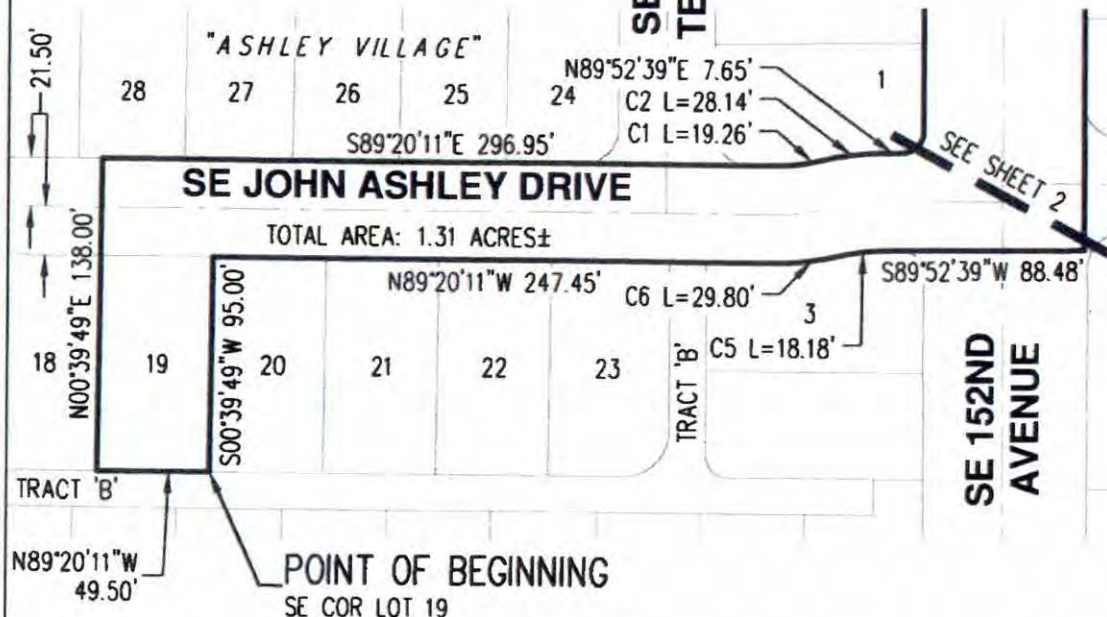 SE
TE
21.50'
"ASHLEY VILLAGE"
28
27
26
25
24
1
N89°52'39"E 7.65'
C2 L=28.14'
C1 L=19.26'
S89°20'11"E 296.95'
SEE SHEET 2
SE JOHN ASHLEY DRIVE
TOTAL AREA: 1.31 ACRES±
N00°39'49"E 138.00'
S00°39'49"W 95.00'
N89°20'11"W 247.45'
C6 L=29.80'
S89°52'39"W 88.48'
3
C5 L=18.18'
18
19
20
21
22
23
TRACT 'B'
SE 152ND
AVENUE
TRACT 'B'
N89°20'11"W
49.50'
POINT OF BEGINNING
SE COR LOT 19